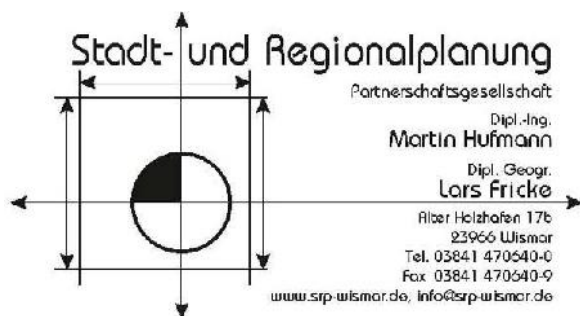 Stadt- und Regionalplanung
Partnerschaftsgesellschaft
Dipl.-Ing.
Martin Hufmann
Dipl. Geogr.
Lars Fricke
Alter Holzhafen 17b
23966 Wismar
Tel. 03841 470640-0
Fax 03841 470640-9
www.srp-wismar.de, info@srp-wismar.de